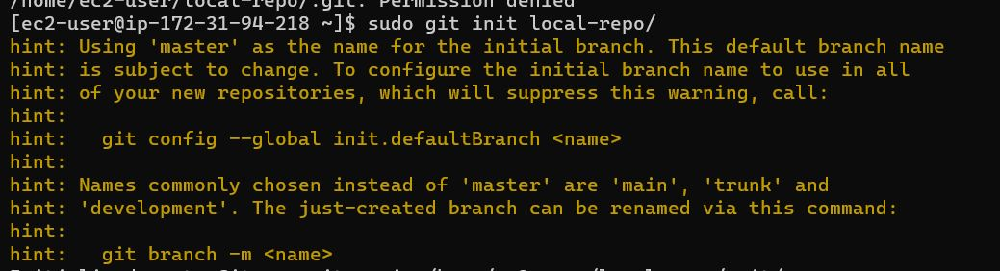 /home/ec2-user/local-repo/.git: Permission denied
[ec2-user@ip-172-31-94-218 ~]$ sudo git init local-repo/
hint: Using 'master' as the name for the initial branch. This default branch name
hint: is subject to change. To configure the initial branch name to use in all
hint: of your new repositories, which will suppress this warning, call:
hint:
hint:   git config --global init.defaultBranch <name>
hint:
hint: Names commonly chosen instead of 'master' are 'main', 'trunk' and
hint: 'development'. The just-created branch can be renamed via this command:
hint:
hint:   git branch -m <name>